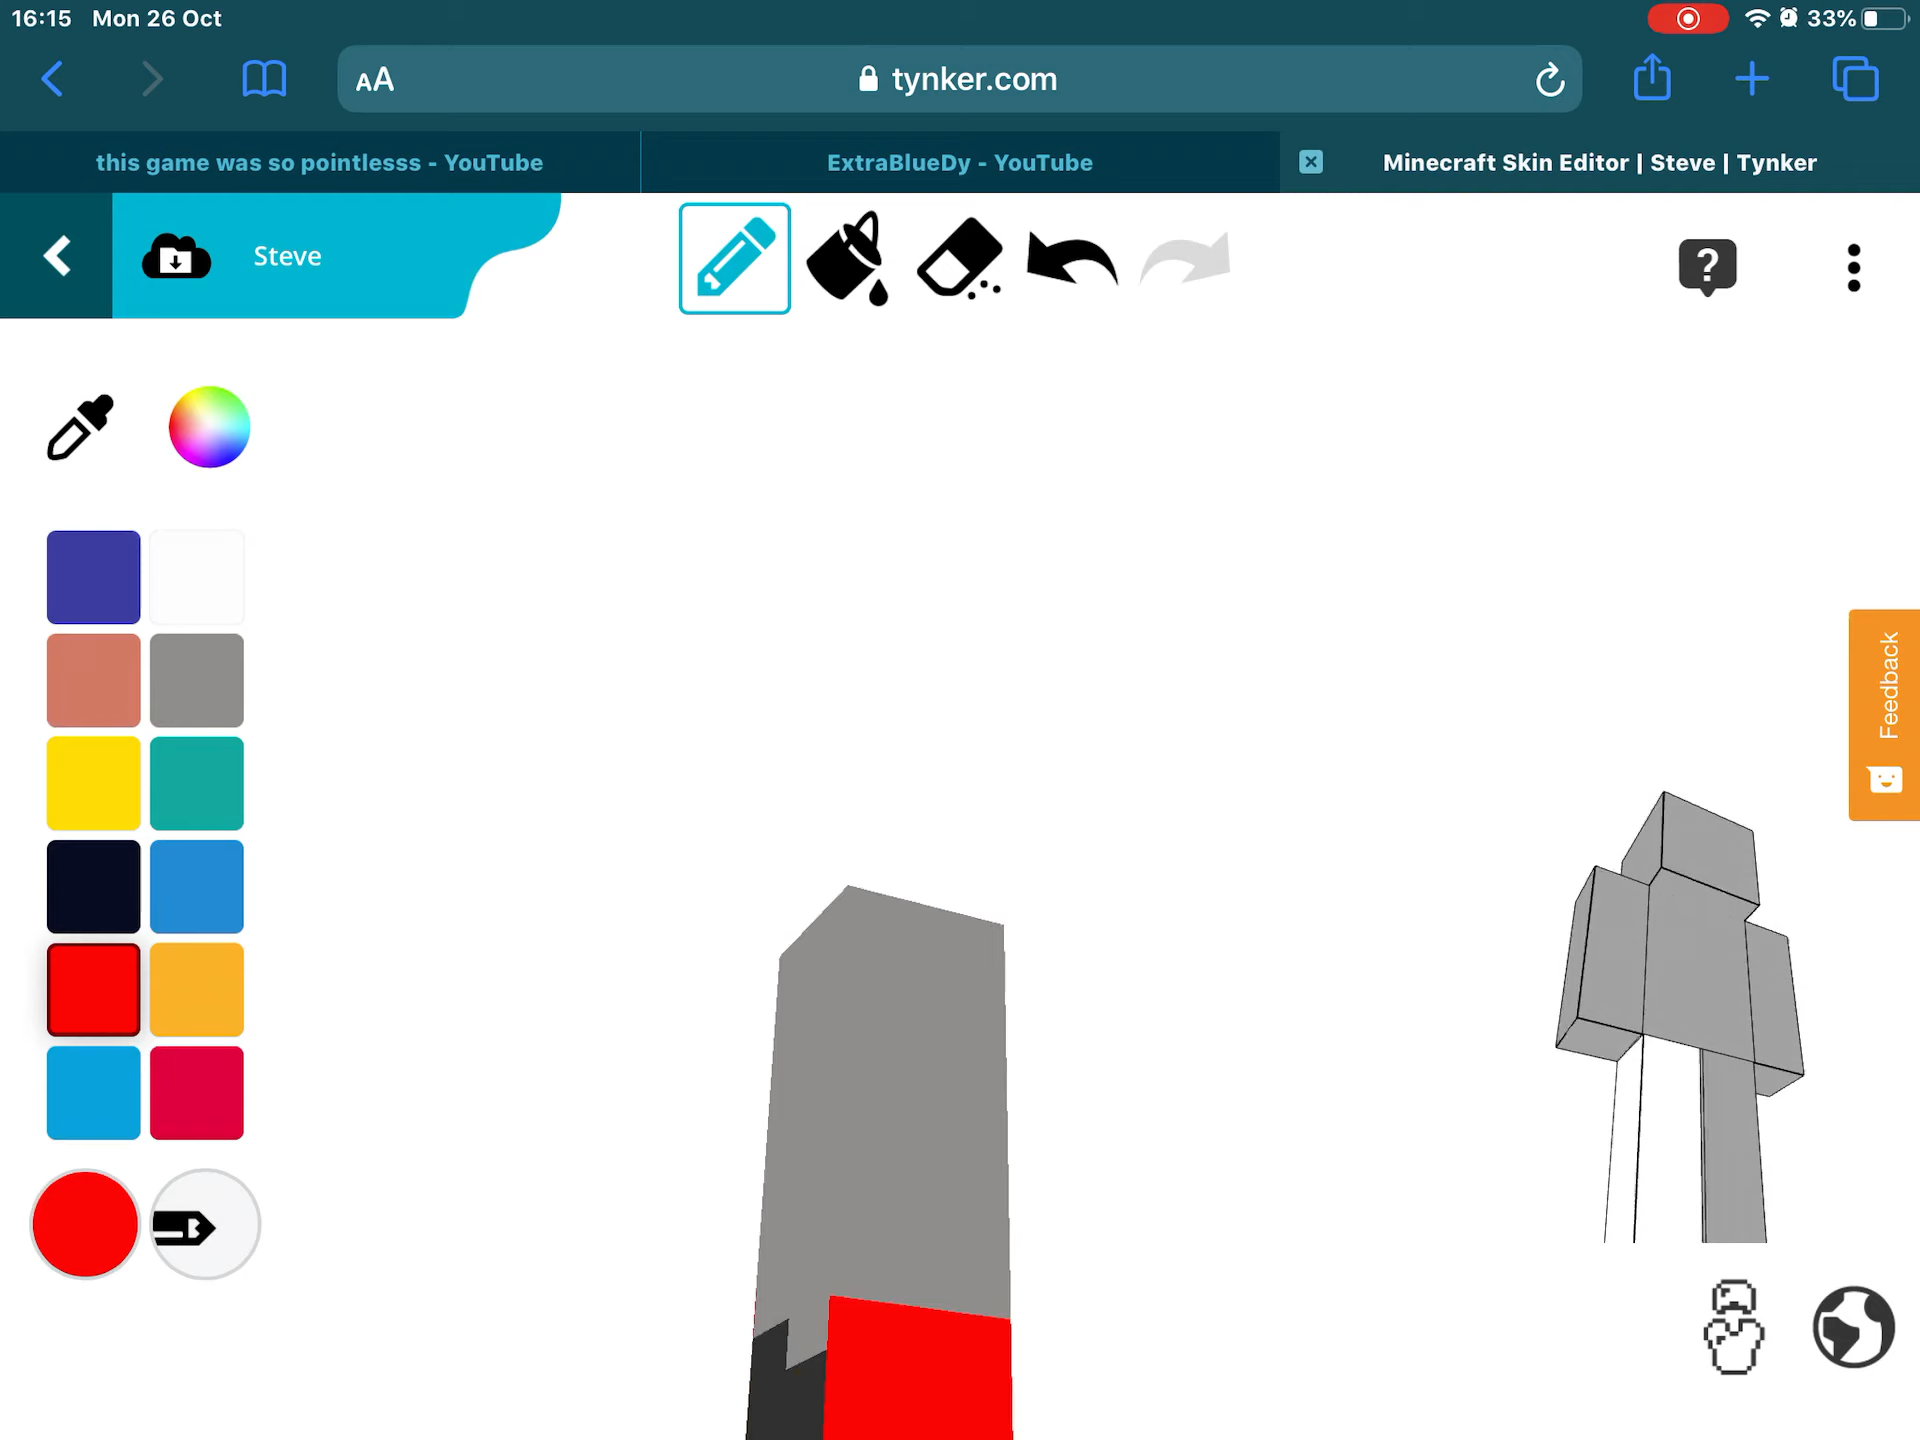 16:15 Mon 26 Oct
33%
AA
tynker.com
this game was so pointlesss - YouTube
ExtraBlueDy - YouTube
Minecraft Skin Editor | Steve | Tynker
Steve
?
Feedback